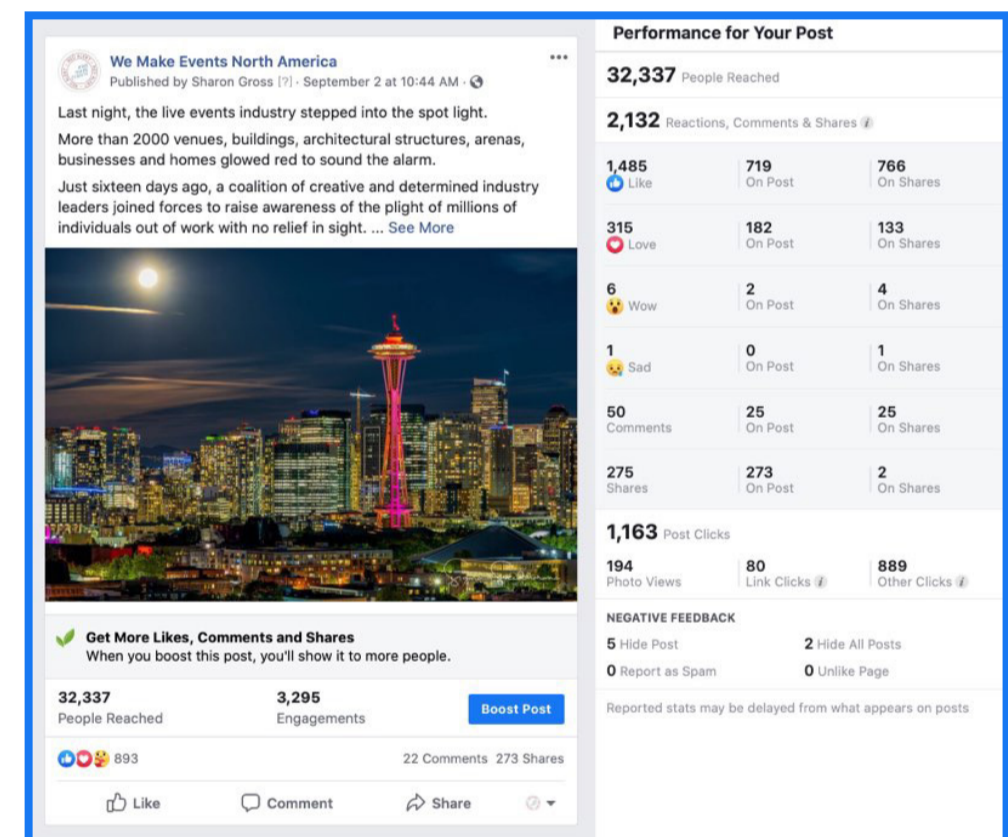 We Make Events North America
Published by Sharon Gross [?] · September 2 at 10:44 AM ·
Last night, the live events industry stepped into the spot light.
More than 2000 venues, buildings, architectural structures, arenas,
businesses and homes glowed red to sound the alarm.
Just sixteen days ago, a coalition of creative and determined industry
leaders joined forces to raise awareness of the plight of millions of
individuals out of work with no relief in sight. ... See More
Get More Likes, Comments and Shares
When you boost this post, you'll show it to more people.
32,337
People Reached
3,295
Engagements
Boost Post
893
22 Comments 273 Shares
Like
Comment
Share
Performance for Your Post
32,337 People Reached
2,132 Reactions, Comments & Shares
1,485
Like
719
On Post
766
On Shares
315
Love
182
On Post
133
On Shares
6
Wow
2
On Post
4
On Shares
1
Sad
0
On Post
1
On Shares
50
Comments
25
On Post
25
On Shares
275
Shares
273
On Post
2
On Shares
1,163 Post Clicks
194
Photo Views
80
Link Clicks
889
Other Clicks
NEGATIVE FEEDBACK
5 Hide Post
2 Hide All Posts
0 Report as Spam
0 Unlike Page
Reported stats may be delayed from what appears on posts